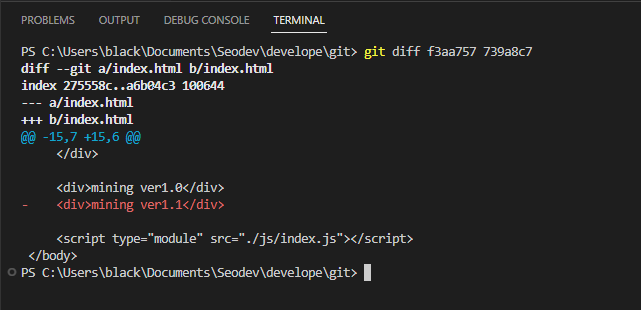 PROBLEMS OUTPUT DEBUG CONSOLE TERMINAL
PS C:\Users\black\Documents\Seodev\develope\git> git diff f3aa757 739a8c7
diff --git a/index.html b/index.html
index 275558c..a6b04c3 100644
--- a/index.html
+++ b/index.html
@@ -15,7 +15,6 @@
     </div>
     <div>mining ver1.0</div>
-    <div>mining ver1.1</div>
     <script type="module" src="./js/index.js"></script>
 </body>
PS C:\Users\black\Documents\Seodev\develope\git>